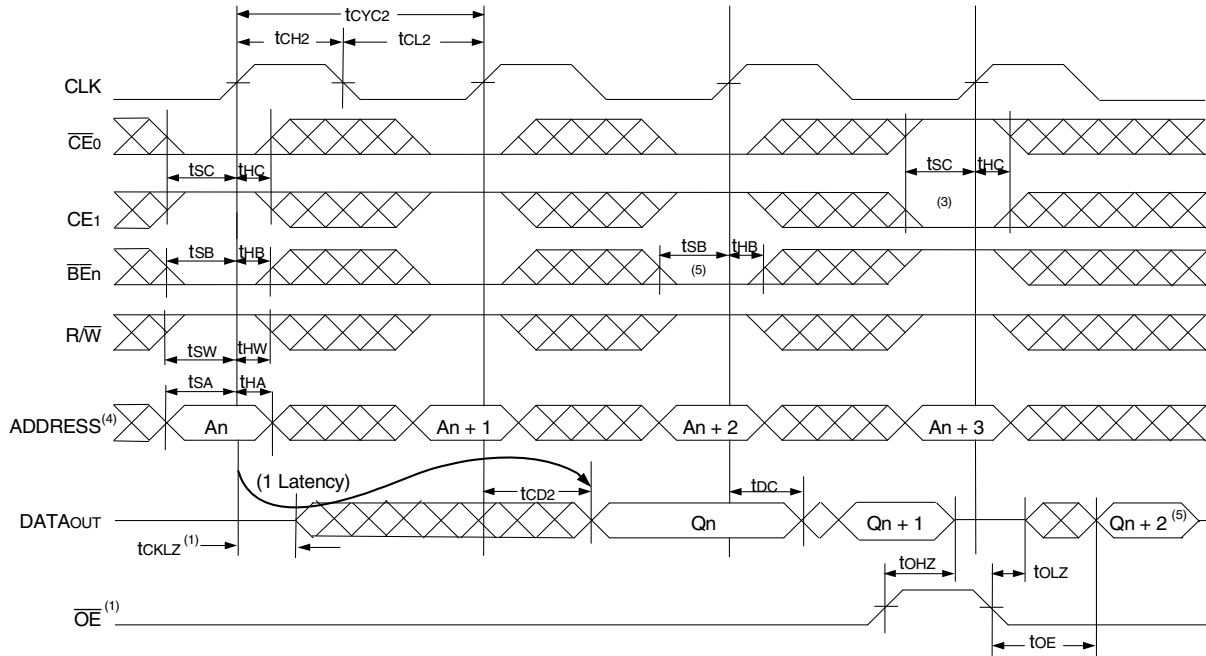 tCYC2
tCH2 tCL2
CLK
CE0
tSC tHC tSC tHC
(3)
CE1
tSB tHB tSB tHB
(5)
BEn
R/W
tSW tHW
tSA tHA
ADDRESS(4) An An + 1 An + 2 An + 3
(1 Latency) tCD2 tDC
DATAOUT Qn Qn + 1 Qn + 2 (5)
tCKLZ (1)
tOHZ tOLZ
OE (1)
tOE